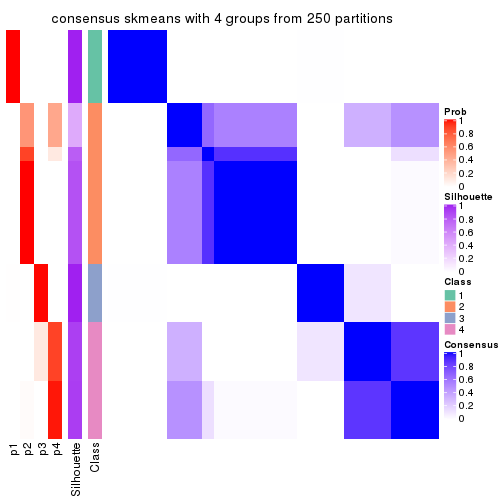 consensus skmeans with 4 groups from 250 partitions
Prob
1
0.8
0.6
0.4
0.2
0
Silhouette
1
0.8
0.6
0.4
0.2
0
Class
1
2
3
4
Consensus
1
0.8
0.6
0.4
0.2
0
p1
p2
p3
p4
Silhouette
Class